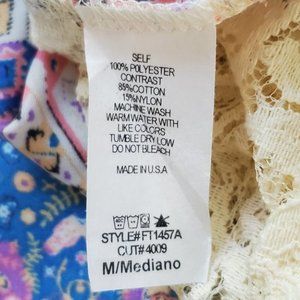 SELF
100% POLYESTER
CONTRAST
85%COTTON
15%NYLON
MACHINE WASH
WARM WATER WITH
LIKE COLORS
TUMBLE DRY LOW
DO NOT BLEACH
MADE IN U.S.A
STYLE# FT1457A
CUT# 4009
M/Mediano